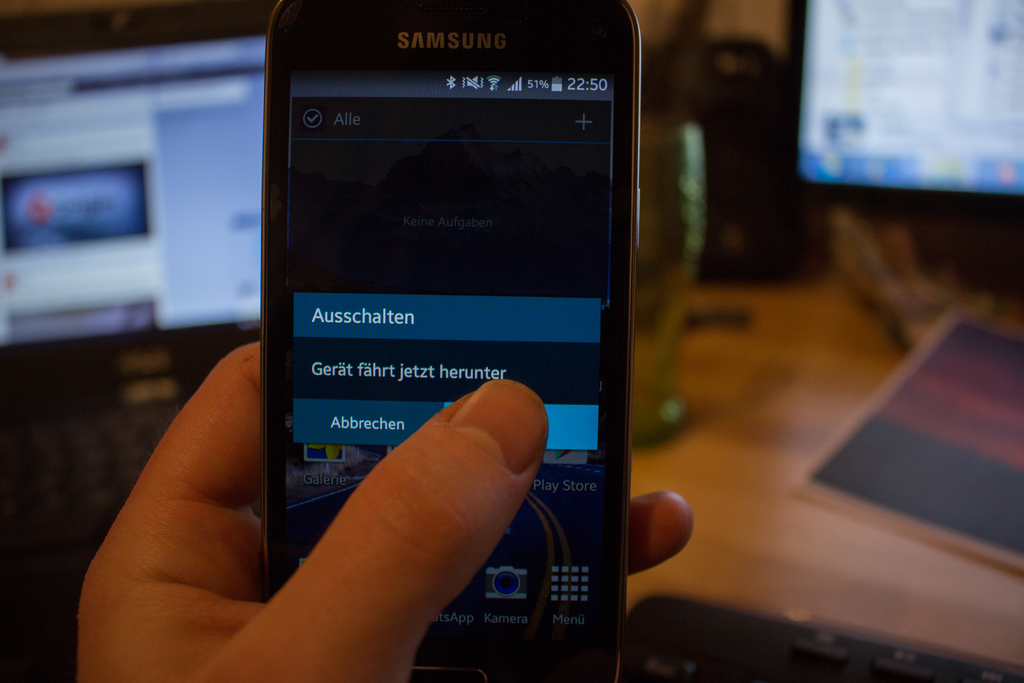 SAMSUNG
51% 22:50
Alle
Keine Aufgaben
Ausschalten
Gerät fährt jetzt herunter
Abbrechen
Galerie
Play Store
Kamera
Menü